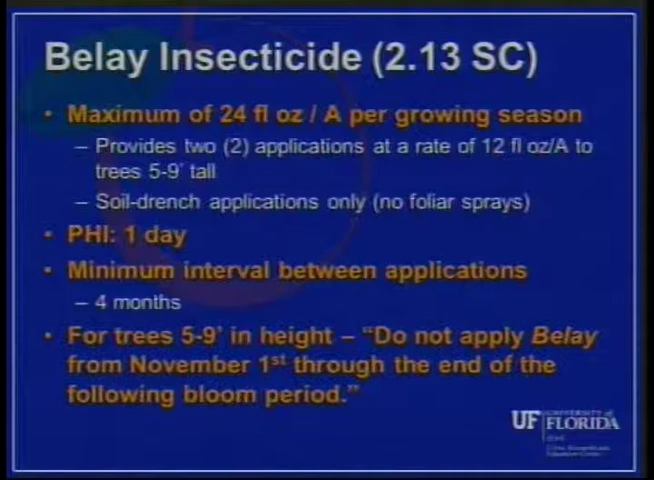 Belay Insecticide (2.13 SC)
• Maximum of 24 fl oz / A per growing season
– Provides two (2) applications at a rate of 12 fl oz/A to
trees 5-9' tall
– Soil-drench applications only (no foliar sprays)
• PHI: 1 day
• Minimum interval between applications
– 4 months
• For trees 5-9' in height – "Do not apply Belay
from November 1st through the end of the
following bloom period."
UF UNIVERSITY of
FLORIDA